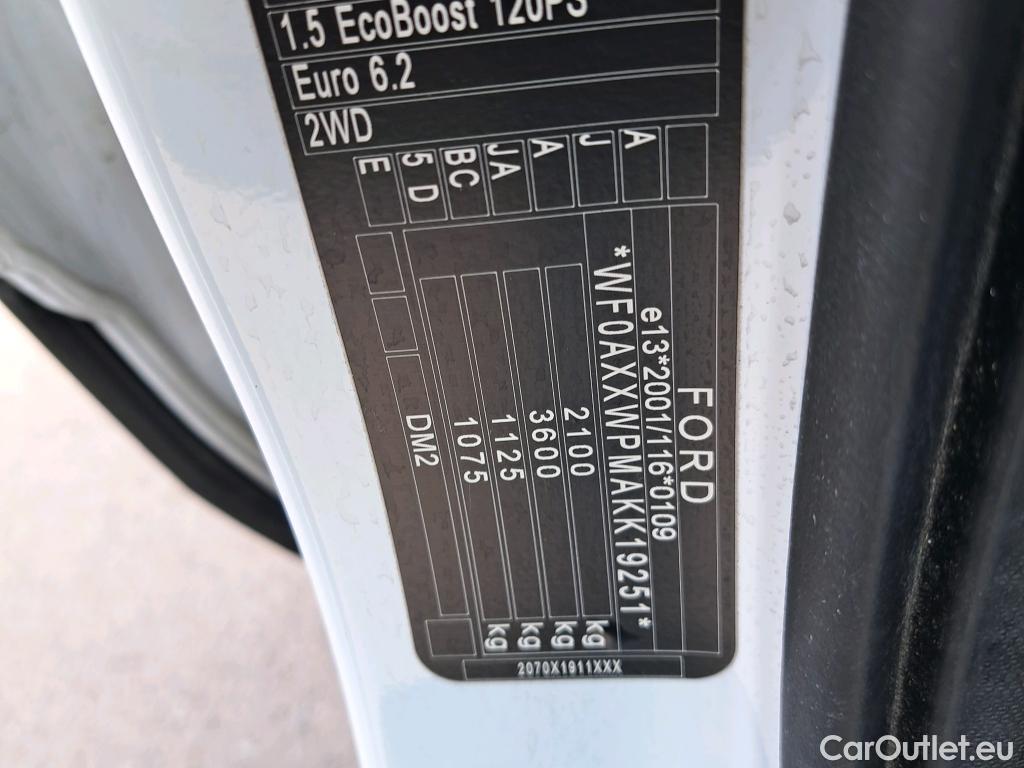 1.5 EcoBoost 120PS
Euro 6.2
2WD
A
J
A
JA
BC
5 D
E
FORD
e13*2001/116*0109
*WF0AXXWPMAKK19251*
2100 kg
3600 kg
1125 kg
1075 kg
DM2
2070X1911XXX
CarOutlet.eu